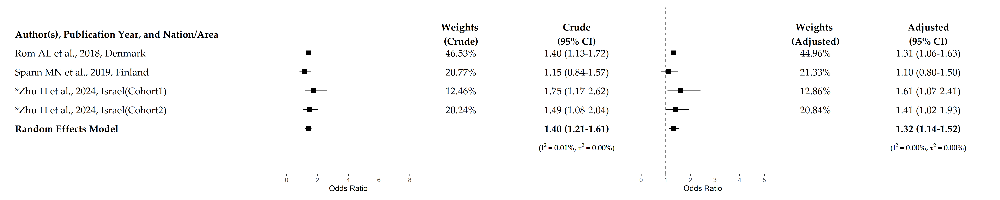 Author(s), Publication Year, and Nation/Area
Weights
(Crude)
Crude
(95% CI)
Weights
(Adjusted)
Adjusted
(95% CI)
Rom AL et al., 2018, Denmark 46.53% 1.40 (1.13-1.72) 44.96% 1.31 (1.06-1.63)
Spann MN et al., 2019, Finland 20.77% 1.15 (0.84-1.57) 21.33% 1.10 (0.80-1.50)
*Zhu H et al., 2024, Israel(Cohort1) 12.46% 1.75 (1.17-2.62) 12.86% 1.61 (1.07-2.41)
*Zhu H et al., 2024, Israel(Cohort2) 20.24% 1.49 (1.08-2.04) 20.84% 1.41 (1.02-1.93)
Random Effects Model 1.40 (1.21-1.61) 1.32 (1.14-1.52)
(I² = 0.01%, τ² = 0.00%) (I² = 0.00%, τ² = 0.00%)
0 2 4 6 8
Odds Ratio
0 1 2 3 4 5
Odds Ratio